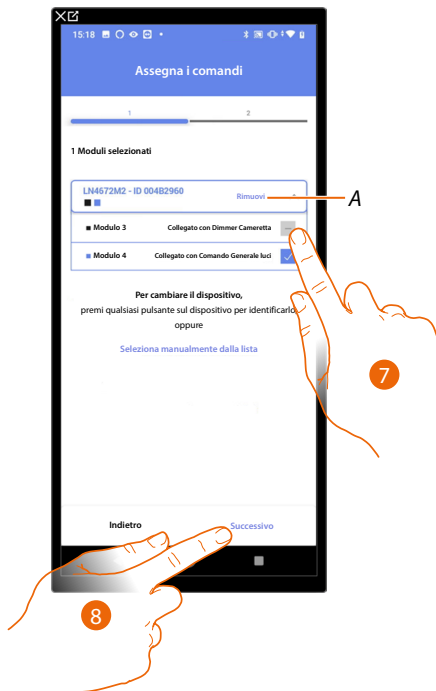 15:18
Assegna i comandi
1 2
1 Moduli selezionati
LN4672M2 - ID 004B2960 Rimuovi
A
Modulo 3 Collegato con Dimmer Cameretta
Modulo 4 Collegato con Comando Generale luci
Per cambiare il dispositivo,
premi qualsiasi pulsante sul dispositivo per identificarlo
oppure
Seleziona manualmente dalla lista
7
Indietro Successivo
8